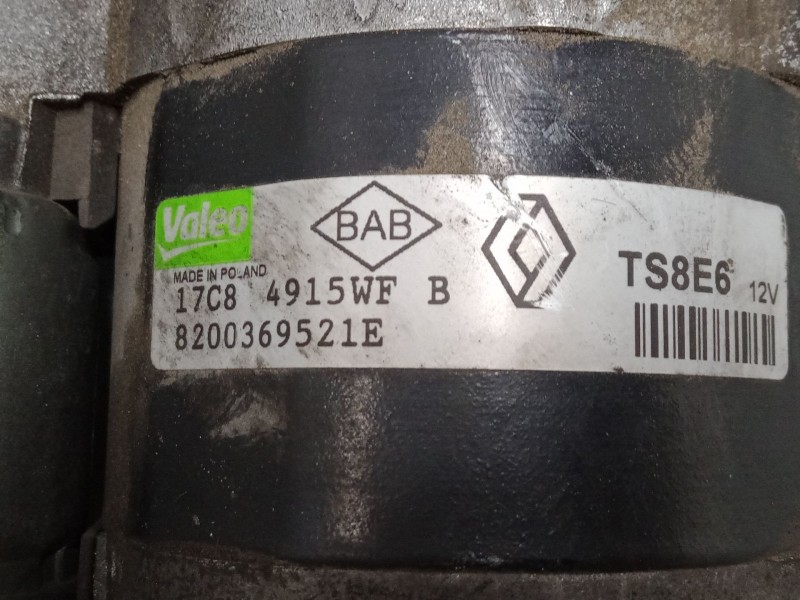 Valeo
BAB
MADE IN POLAND
TS8E6 12V
17C8 4915WF B
8200369521E